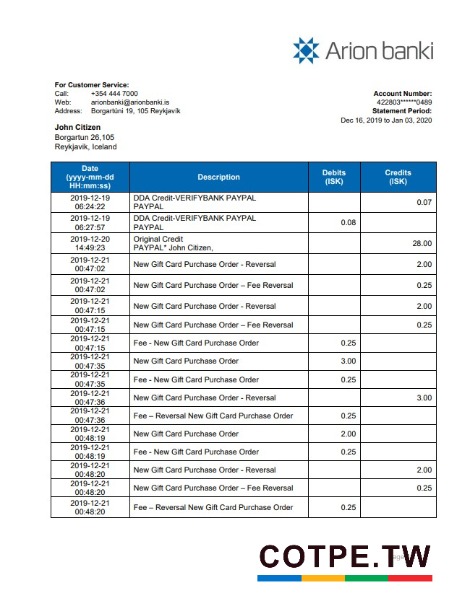 Arion banki
For Customer Service:
Call: +354 444 7000
Web: arionbanki@arionbanki.is
Address: Borgartúni 19, 105 Reykjavík
Account Number:
422803******0489
Statement Period:
Dec 16, 2019 to Jan 03, 2020
John Citizen
Borgartun 26,105
Reykjavik, Iceland
Date (yyyy-mm-dd HH:mm:ss) Description Debits (ISK) Credits (ISK)
2019-12-19 06:24:22 DDA Credit-VERIFYBANK PAYPAL PAYPAL 0.07
2019-12-19 06:27:57 DDA Credit-VERIFYBANK PAYPAL PAYPAL 0.08
2019-12-20 14:49:23 Original Credit PAYPAL* John Citizen, 28.00
2019-12-21 00:47:02 New Gift Card Purchase Order - Reversal 2.00
2019-12-21 00:47:02 New Gift Card Purchase Order – Fee Reversal 0.25
2019-12-21 00:47:15 New Gift Card Purchase Order - Reversal 2.00
2019-12-21 00:47:15 New Gift Card Purchase Order – Fee Reversal 0.25
2019-12-21 00:47:15 Fee - New Gift Card Purchase Order 0.25
2019-12-21 00:47:35 New Gift Card Purchase Order 3.00
2019-12-21 00:47:35 Fee - New Gift Card Purchase Order 0.25
2019-12-21 00:47:36 New Gift Card Purchase Order - Reversal 3.00
2019-12-21 00:47:36 Fee – Reversal New Gift Card Purchase Order 0.25
2019-12-21 00:48:19 New Gift Card Purchase Order 2.00
2019-12-21 00:48:19 Fee - New Gift Card Purchase Order 0.25
2019-12-21 00:48:20 New Gift Card Purchase Order - Reversal 2.00
2019-12-21 00:48:20 New Gift Card Purchase Order – Fee Reversal 0.25
2019-12-21 00:48:20 Fee – Reversal New Gift Card Purchase Order 0.25
COTPE.TW